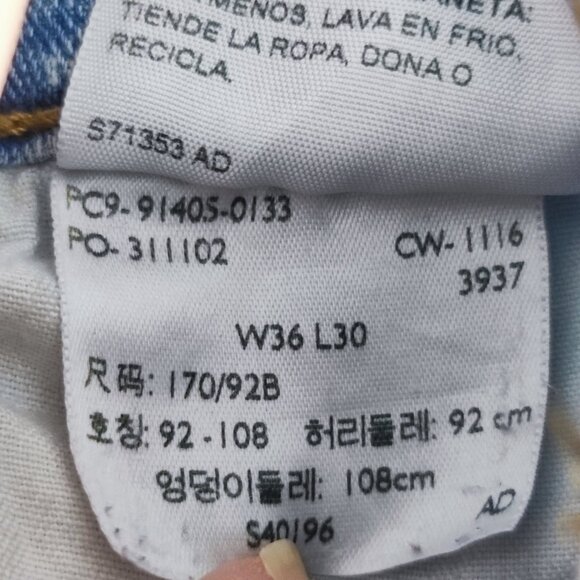 MENOS, LAVA EN FRIO,
TIENDE LA ROPA, DONA O
RECICLA.
S71353 AD
PC9-91405-0133
PO-311102
CW-1116
3937
W36 L30
尺码: 170/92B
호칭: 92-108 허리둘레: 92 cm
엉덩이둘레: 108cm
S40196
AD